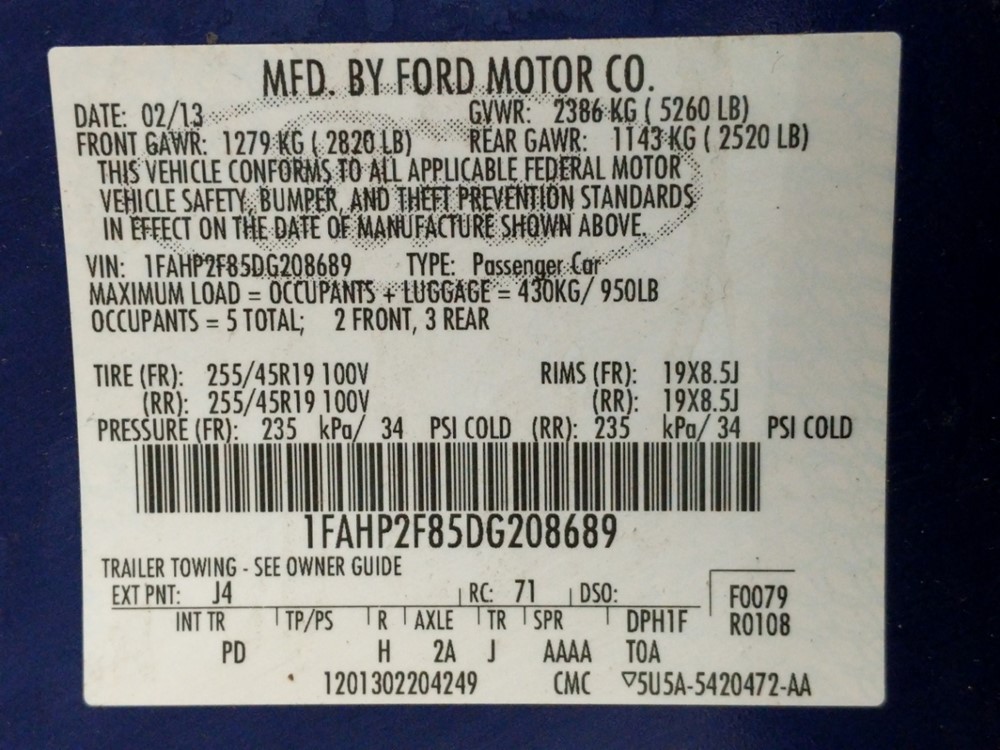 MFD. BY FORD MOTOR CO.
DATE: 02/13 GVWR: 2386 KG ( 5260 LB)
FRONT GAWR: 1279 KG ( 2820 LB) REAR GAWR: 1143 KG ( 2520 LB)
THIS VEHICLE CONFORMS TO ALL APPLICABLE FEDERAL MOTOR
VEHICLE SAFETY, BUMPER, AND THEFT PREVENTION STANDARDS
IN EFFECT ON THE DATE OF MANUFACTURE SHOWN ABOVE.
VIN: 1FAHP2F85DG208689 TYPE: Passenger Car
MAXIMUM LOAD = OCCUPANTS + LUGGAGE = 430KG/ 950LB
OCCUPANTS = 5 TOTAL; 2 FRONT, 3 REAR
TIRE (FR): 255/45R19 100V RIMS (FR): 19X8.5J
(RR): 255/45R19 100V (RR): 19X8.5J
PRESSURE (FR): 235 kPa/ 34 PSI COLD (RR): 235 kPa/ 34 PSI COLD
1FAHP2F85DG208689
TRAILER TOWING - SEE OWNER GUIDE
EXT PNT: J4 RC: 71 DSO: F0079
INT TR TP/PS R AXLE TR SPR DPH1F R0108
PD H 2A J AAAA TOA
1201302204249 CMC ▽5U5A-5420472-AA